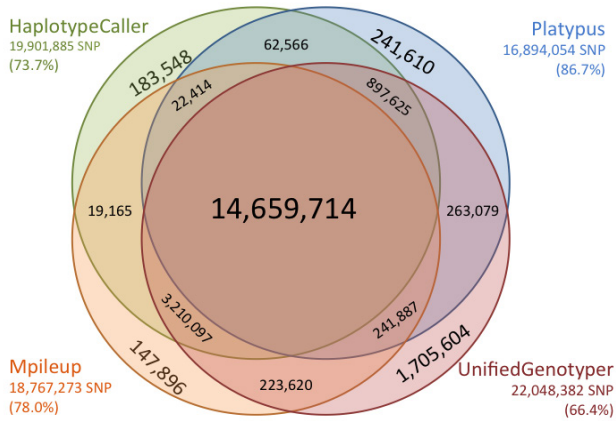 HaplotypeCaller
19,901,885 SNP
(73.7%)
Platypus
16,894,054 SNP
(86.7%)
62,566
183,548
241,610
22,414
897,625
19,165
14,659,714
263,079
3,210,097
241,887
147,896
223,620
1,705,604
Mpileup
18,767,273 SNP
(78.0%)
UnifiedGenotyper
22,048,382 SNP
(66.4%)